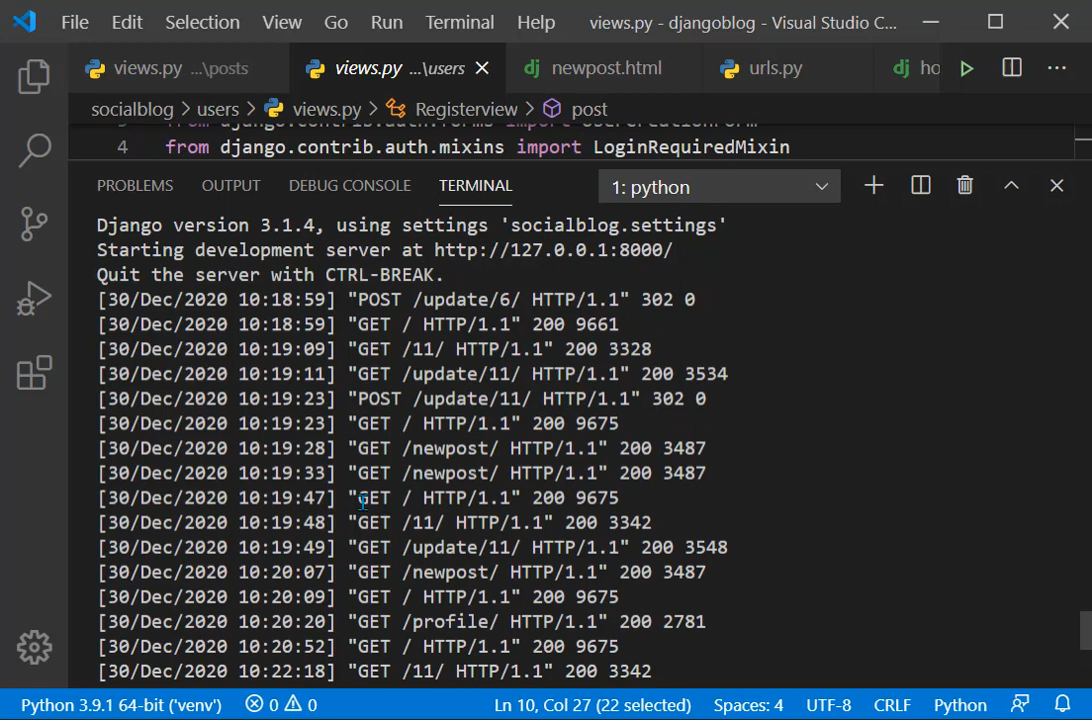 File Edit Selection View Go Run Terminal Help views.py - djangoblog - Visual Studio C...
views.py ...\posts views.py ...\users newpost.html urls.py ho
socialblog > users > views.py > Registerview > post
from django.contrib.auth.forms import UserCreationForm
4 from django.contrib.auth.mixins import LoginRequiredMixin
PROBLEMS OUTPUT DEBUG CONSOLE TERMINAL 1: python
Django version 3.1.4, using settings 'socialblog.settings'
Starting development server at http://127.0.0.1:8000/
Quit the server with CTRL-BREAK.
[30/Dec/2020 10:18:59] "POST /update/6/ HTTP/1.1" 302 0
[30/Dec/2020 10:18:59] "GET / HTTP/1.1" 200 9661
[30/Dec/2020 10:19:09] "GET /11/ HTTP/1.1" 200 3328
[30/Dec/2020 10:19:11] "GET /update/11/ HTTP/1.1" 200 3534
[30/Dec/2020 10:19:23] "POST /update/11/ HTTP/1.1" 302 0
[30/Dec/2020 10:19:23] "GET / HTTP/1.1" 200 9675
[30/Dec/2020 10:19:28] "GET /newpost/ HTTP/1.1" 200 3487
[30/Dec/2020 10:19:33] "GET /newpost/ HTTP/1.1" 200 3487
[30/Dec/2020 10:19:47] "GET / HTTP/1.1" 200 9675
[30/Dec/2020 10:19:48] "GET /11/ HTTP/1.1" 200 3342
[30/Dec/2020 10:19:49] "GET /update/11/ HTTP/1.1" 200 3548
[30/Dec/2020 10:20:07] "GET /newpost/ HTTP/1.1" 200 3487
[30/Dec/2020 10:20:09] "GET / HTTP/1.1" 200 9675
[30/Dec/2020 10:20:20] "GET /profile/ HTTP/1.1" 200 2781
[30/Dec/2020 10:20:52] "GET / HTTP/1.1" 200 9675
[30/Dec/2020 10:22:18] "GET /11/ HTTP/1.1" 200 3342
Python 3.9.1 64-bit ('venv') 0 0 Ln 10, Col 27 (22 selected) Spaces: 4 UTF-8 CRLF Python